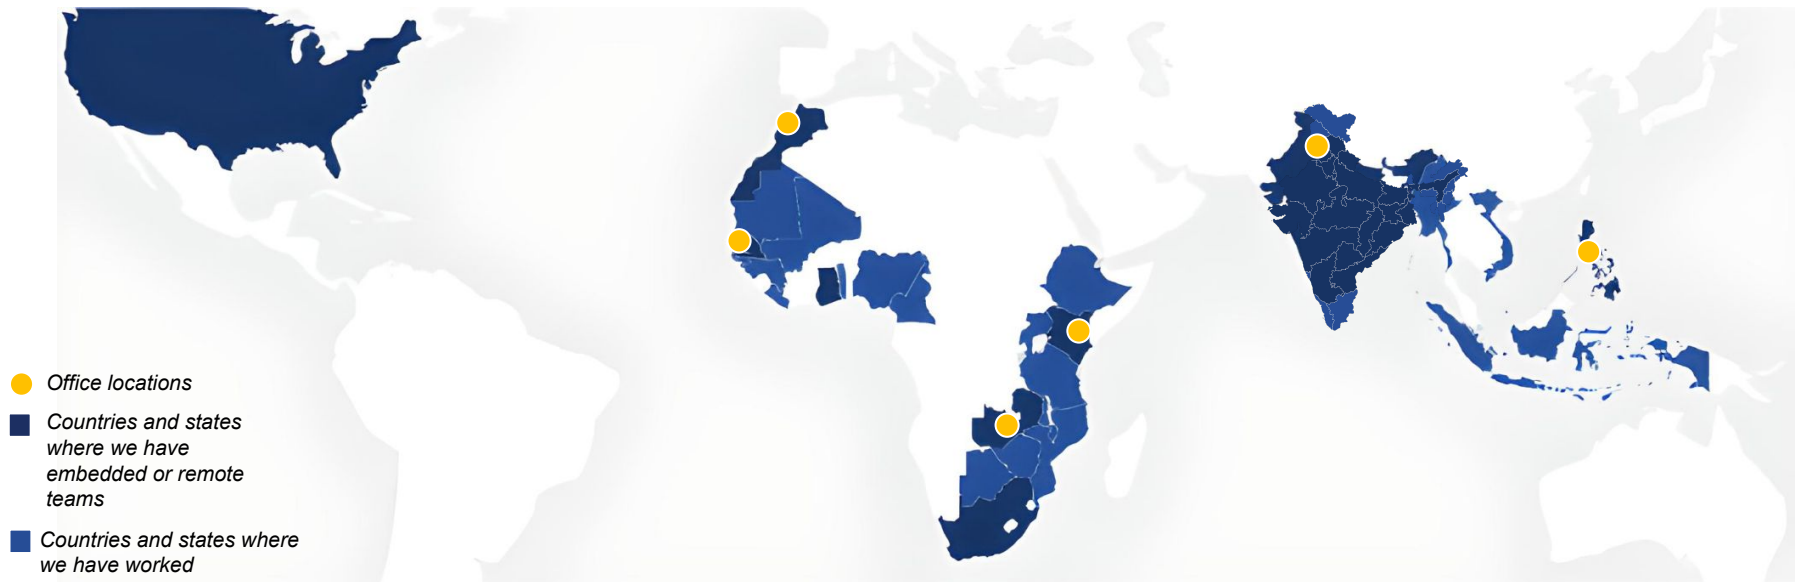 Office locations
Countries and states
where we have
embedded or remote
teams
Countries and states where
we have worked